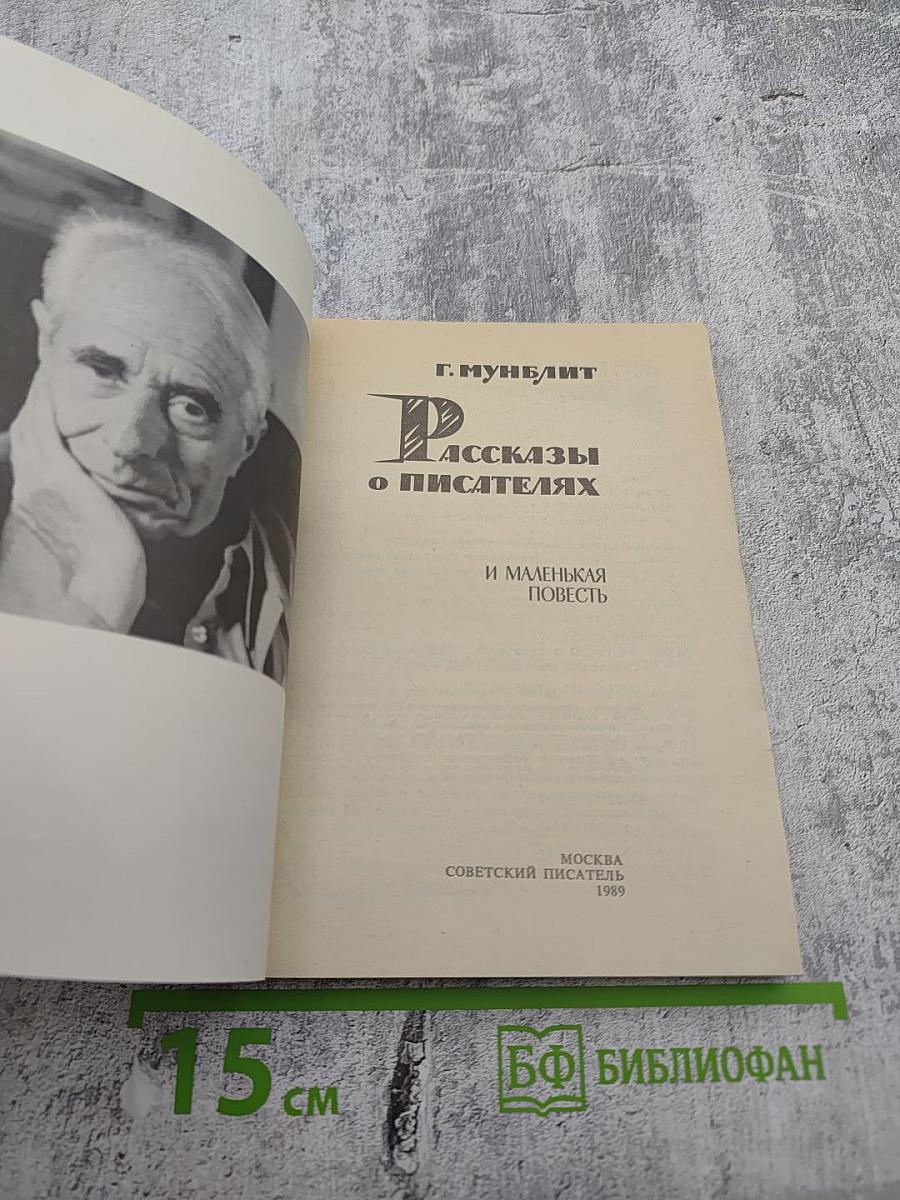 Г. МУНБЛИТ
РАССКАЗЫ
О ПИСАТЕЛЯХ
И МАЛЕНЬКАЯ
ПОВЕСТЬ
МОСКВА
СОВЕТСКИЙ ПИСАТЕЛЬ
1989
15 см
БФ БИБЛИОФАН